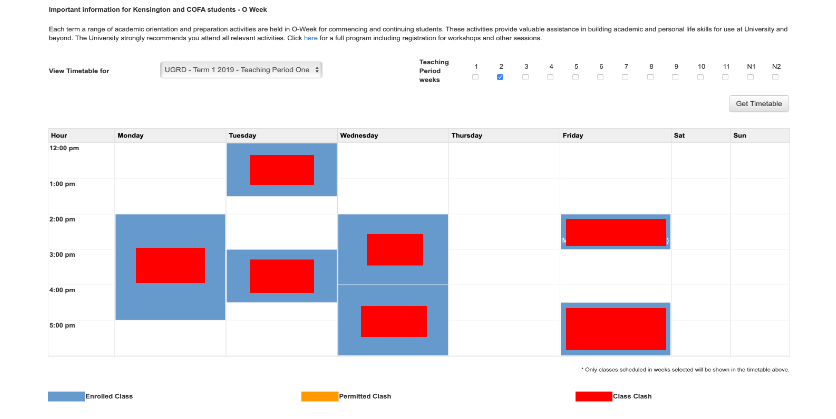 Important information for Kensington and COFA students - O Week
Each term a range of academic orientation and preparation activities are held in O-Week for commencing and continuing students. These activities provide valuable assistance in building academic and personal life skills for use at University and
beyond. The University strongly recommends you attend all relevant activities. Click here for a full program including registration for workshops and other sessions.
View Timetable for
UGRD - Term 1 2019 - Teaching Period One
Teaching
Period
weeks
1 2 3 4 5 6 7 8 9 10 11 N1 N2
Get Timetable
Hour Monday Tuesday Wednesday Thursday Friday Sat Sun
12:00 pm
1:00 pm
2:00 pm
3:00 pm
4:00 pm
5:00 pm
* Only classes scheduled in weeks selected will be shown in the timetable above.
Enrolled Class Permitted Clash Class Clash